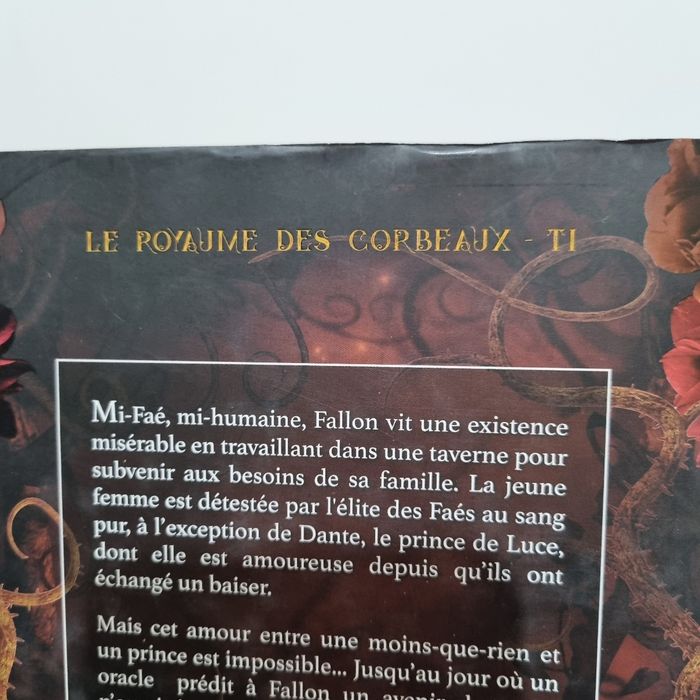 LE ROYAUME DES CORBEAUX - T1
Mi-Faé, mi-humaine, Fallon vit une existence
misérable en travaillant dans une taverne pour
subvenir aux besoins de sa famille. La jeune
femme est détestée par l'élite des Faés au sang
pur, à l'exception de Dante, le prince de Luce,
dont elle est amoureuse depuis qu'ils ont
échangé un baiser.
Mais cet amour entre une moins-que-rien et
un prince est impossible... Jusqu'au jour où un
oracle prédit à Fallon un avenir